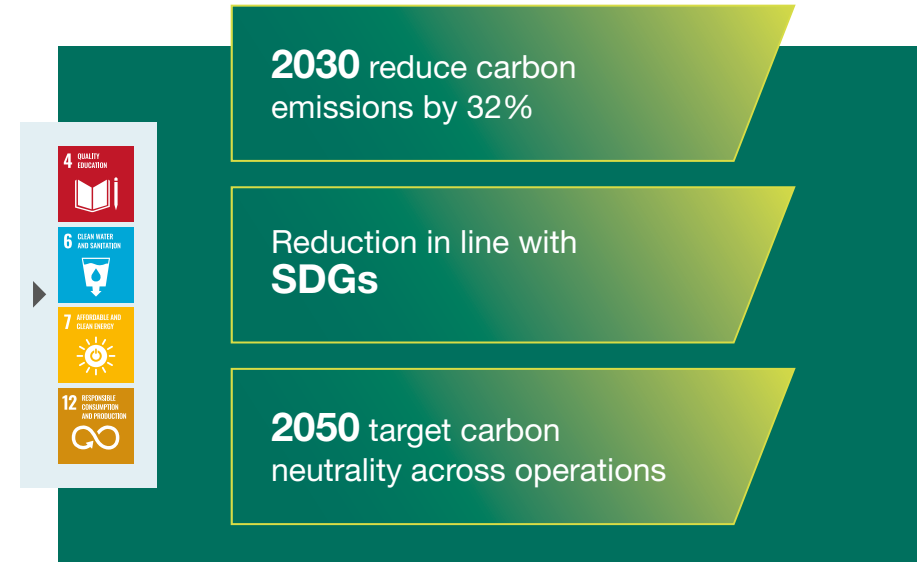 2030 reduce carbon
emissions by 32%
4 QUALITY
EDUCATION
6 CLEAN WATER
AND SANITATION
7 AFFORDABLE AND
CLEAN ENERGY
12 RESPONSIBLE
CONSUMPTION
AND PRODUCTION
Reduction in line with
SDGs
2050 target carbon
neutrality across operations